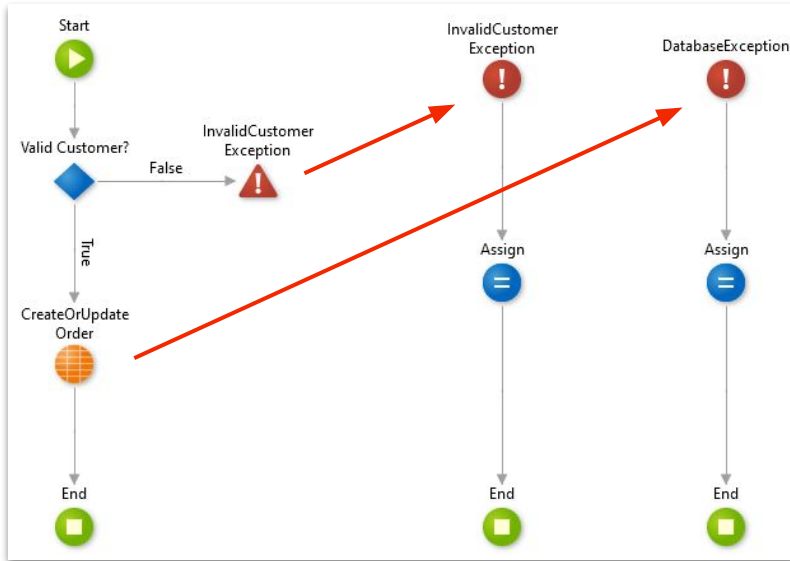 Start
InvalidCustomer
Exception
DatabaseException
Valid Customer?
InvalidCustomer
Exception
False
True
Assign
Assign
CreateOrUpdate
Order
End
End
End